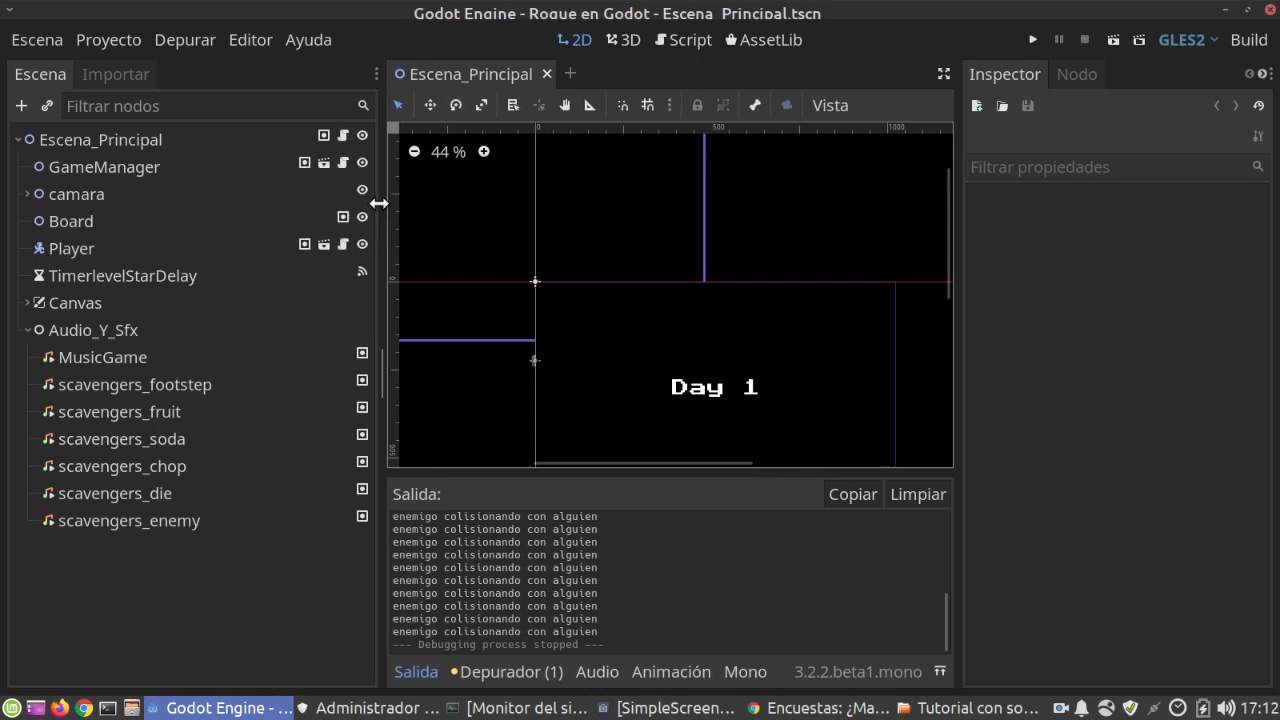 Godot Engine - Rogue en Godot - Escena_Principal.tscn
Escena Proyecto Depurar Editor Ayuda
2D 3D Script AssetLib
GLES2 Build
Escena Importar
Escena_Principal
Inspector Nodo
Filtrar nodos
Vista
Escena_Principal
GameManager
camara
Board
Player
TimerlevelStarDelay
Canvas
Audio_Y_Sfx
MusicGame
scavengers_footstep
scavengers_fruit
scavengers_soda
scavengers_chop
scavengers_die
scavengers_enemy
0 500 1000
44 %
0
500
Day 1
Filtrar propiedades
Salida:
Copiar Limpiar
enemigo colisionando con alguien
enemigo colisionando con alguien
enemigo colisionando con alguien
enemigo colisionando con alguien
enemigo colisionando con alguien
enemigo colisionando con alguien
enemigo colisionando con alguien
enemigo colisionando con alguien
enemigo colisionando con alguien
enemigo colisionando con alguien
--- Debugging process stopped ---
Salida Depurador (1) Audio Animación Mono 3.2.2.beta1.mono
Godot Engine - ... Administrador ... [Monitor del si... [SimpleScreen... Encuestas: ¿Ma... Tutorial con so... 17:12